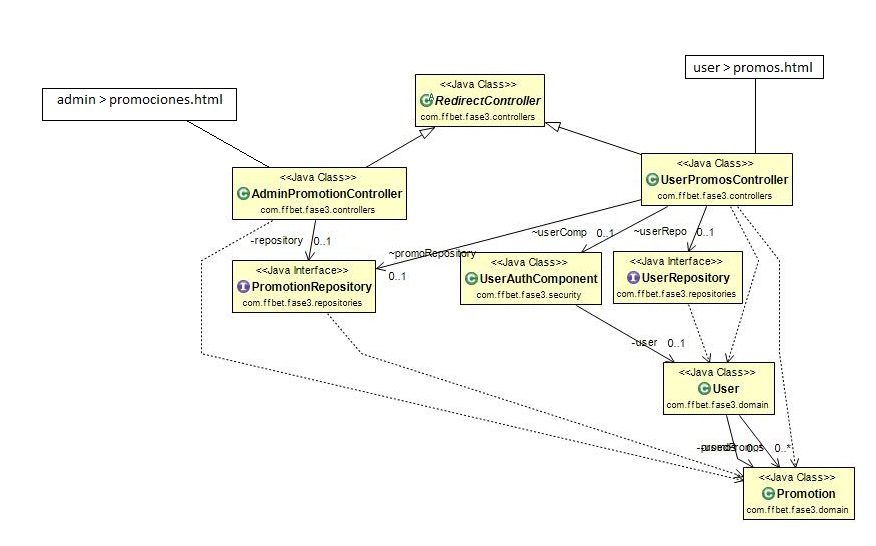 user > promos.html
admin > promociones.html
<<Java Class>>
RedirectController
com.ffbet.fase3.controllers
<<Java Class>>
AdminPromotionController
com.ffbet.fase3.controllers
<<Java Class>>
UserPromosController
com.ffbet.fase3.controllers
-repository 0..1
~promoRepository
0..1
~userComp 0..1
~userRepo 0..1
<<Java Interface>>
PromotionRepository
com.ffbet.fase3.repositories
<<Java Class>>
UserAuthComponent
com.ffbet.fase3.security
<<Java Interface>>
UserRepository
com.ffbet.fase3.repositories
-user 0..1
<<Java Class>>
User
com.ffbet.fase3.domain
0..*
0..*
<<Java Class>>
Promotion
com.ffbet.fase3.domain